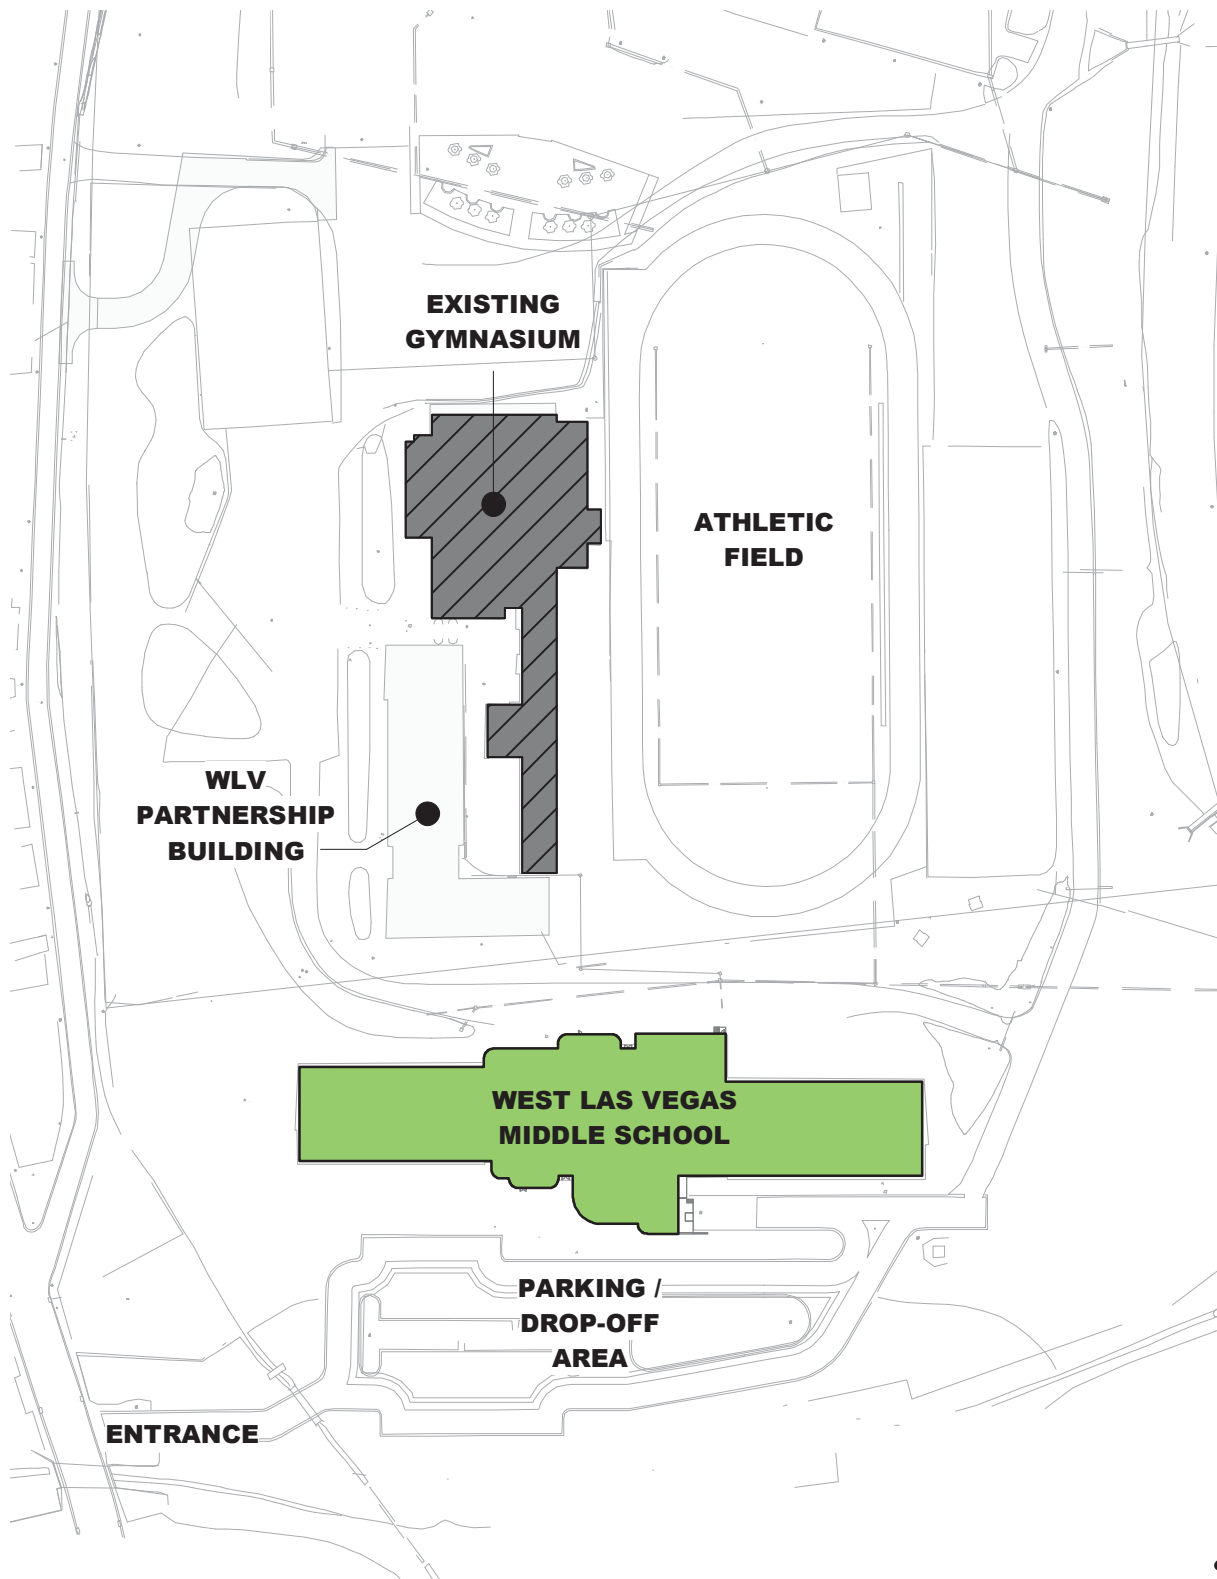 EXISTING
GYMNASIUM
ATHLETIC
FIELD
WLV
PARTNERSHIP
BUILDING
WEST LAS VEGAS
MIDDLE SCHOOL
PARKING /
DROP-OFF
AREA
ENTRANCE